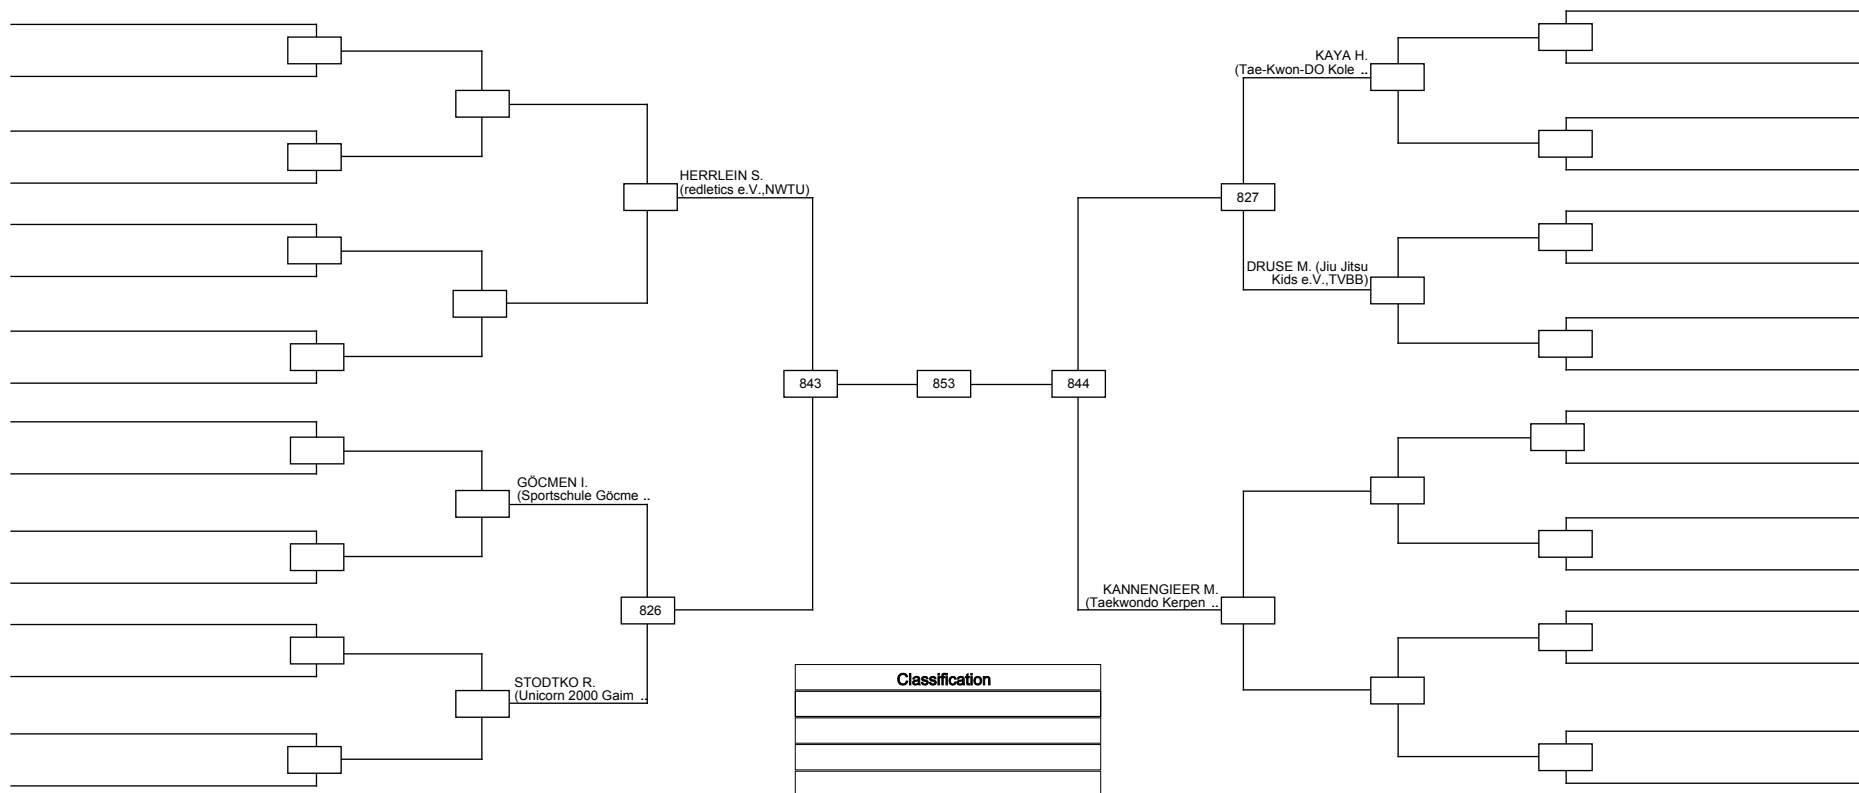 HERRLEIN S.
(redletics e.V.,NWTU)
GÖCMEN I.
(Sportschule Göcme ..
826
STODTKO R.
(Unicorn 2000 Gaim ..
843
853
844
KAYA H.
(Tae-Kwon-DO Kole ..
827
DRUSE M. (Jiu Jitsu
Kids e.V.,TVBB)
KANNENGIEER M.
(Taekwondo Kerpen ..
Classification